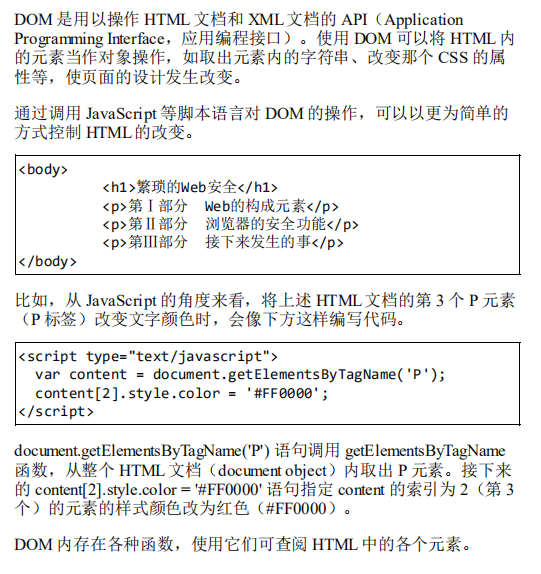 DOM 是用以操作 HTML 文档和 XML 文档的 API（Application
Programming Interface，应用编程接口）。使用 DOM 可以将 HTML 内
的元素当作对象操作，如取出元素内的字符串、改变那个 CSS 的属
性等，使页面的设计发生改变。
通过调用 JavaScript 等脚本语言对 DOM 的操作，可以以更为简单的
方式控制 HTML 的改变。
<body>
<h1>繁琐的Web安全</h1>
<p>第Ⅰ部分　Web的构成元素</p>
<p>第Ⅱ部分　浏览器的安全功能</p>
<p>第Ⅲ部分　接下来发生的事</p>
</body>
比如，从 JavaScript 的角度来看，将上述 HTML 文档的第 3 个 P 元素
（P 标签）改变文字颜色时，会像下方这样编写代码。
<script type="text/javascript">
var content = document.getElementsByTagName('P');
content[2].style.color = '#FF0000';
</script>
document.getElementsByTagName('P') 语句调用 getElementsByTagName
函数，从整个 HTML 文档（document object）内取出 P 元素。接下来
的 content[2].style.color = '#FF0000' 语句指定 content 的索引为 2（第 3
个）的元素的样式颜色改为红色（#FF0000）。
DOM 内存在各种函数，使用它们可查阅 HTML 中的各个元素。